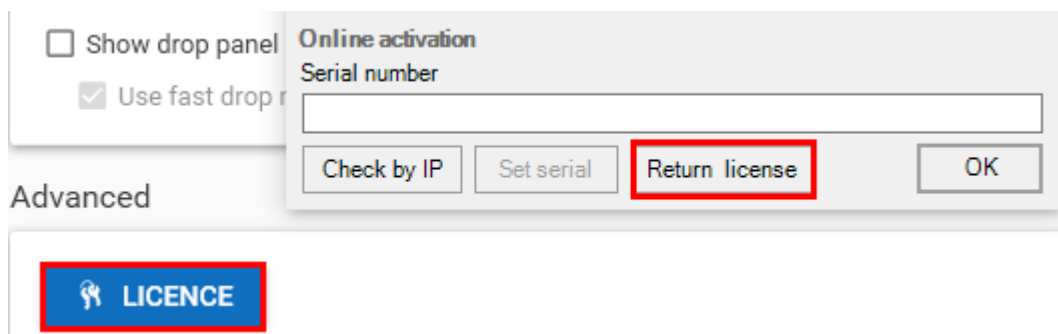 Show drop panel
Use fast drop
Online activation
Serial number
Check by IP
Set serial
Return license
OK
Advanced
LICENCE